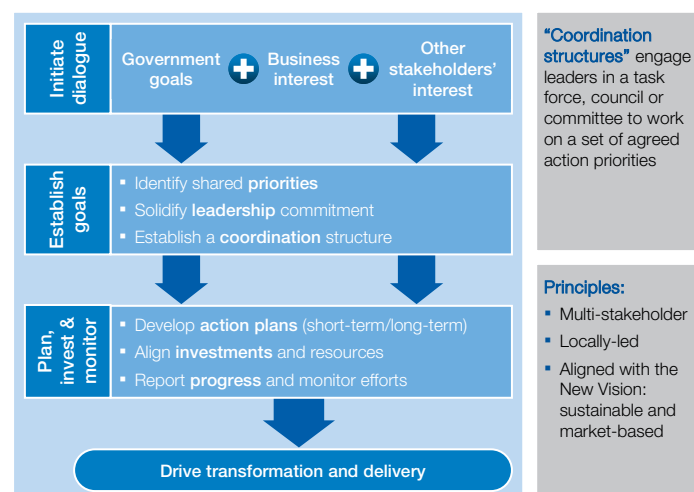 Initiate
dialogue
Government
goals
Business
interest
Other
stakeholders’
interest
Establish
goals
▪ Identify shared priorities
▪ Solidify leadership commitment
▪ Establish a coordination structure
Plan,
invest &
monitor
▪ Develop action plans (short-term/long-term)
▪ Align investments and resources
▪ Report progress and monitor efforts
Drive transformation and delivery
“Coordination
structures” engage
leaders in a task
force, council or
committee to work
on a set of agreed
action priorities
Principles:
▪ Multi-stakeholder
▪ Locally-led
▪ Aligned with the
New Vision:
sustainable and
market-based